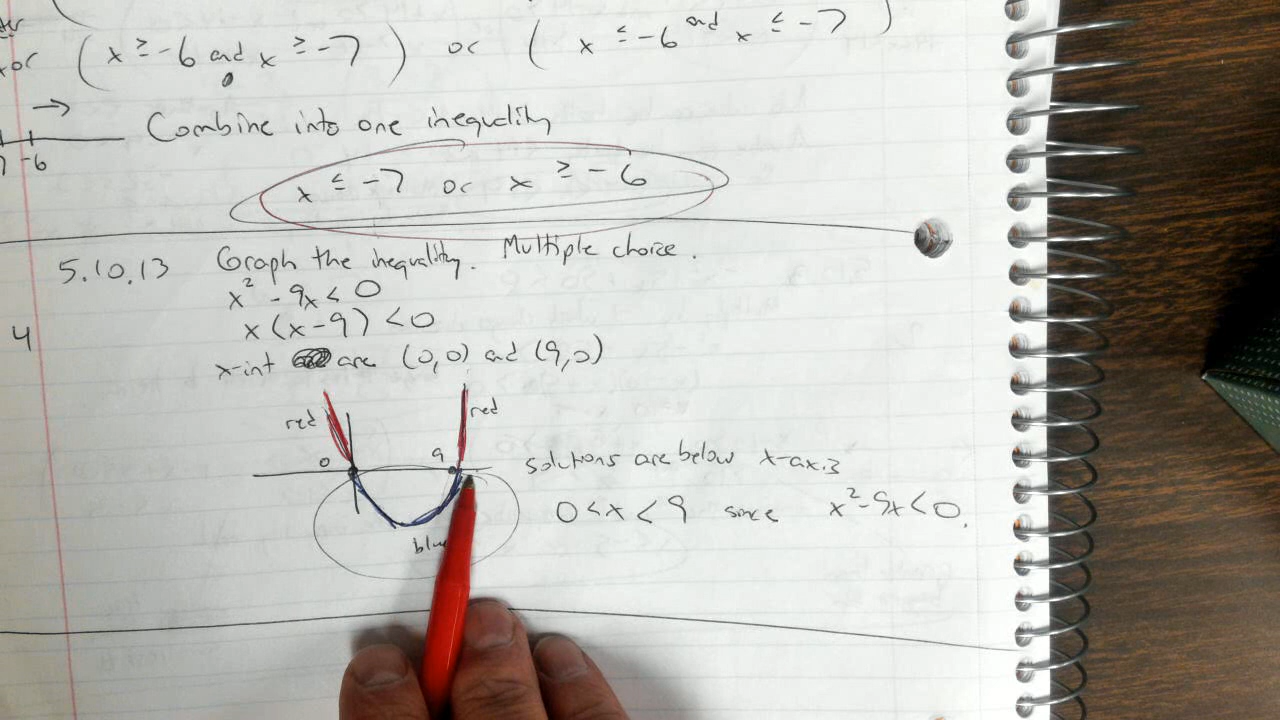 or (x ≥ -6 and x ≥ -7) or (x ≤ -6 and x ≤ -7)
Combine into one inequality
-6
x ≤ -7 or x ≥ -6
5.10.13 Graph the inequality. Multiple choice.
x² - 9x < 0
4
x(x-9) < 0
x-int are (0,0) and (9,0)
red red
0 9
solutions are below x-axis
0 < x < 9 since x² - 9x < 0.